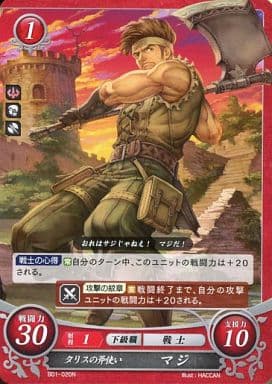 1
おれはサジじゃねえ！ マジだ！
戦士の心得 常 自分のターン中、このユニットの戦闘力は＋20
される。
攻撃の紋章 自 戦闘終了まで、自分の攻撃
ユニットの戦闘力は＋20される。
戦闘力
30
射程 1 下級職 戦士
支援力
10
タリスの斧使い マジ
B01-020N
Illust：HACCAN